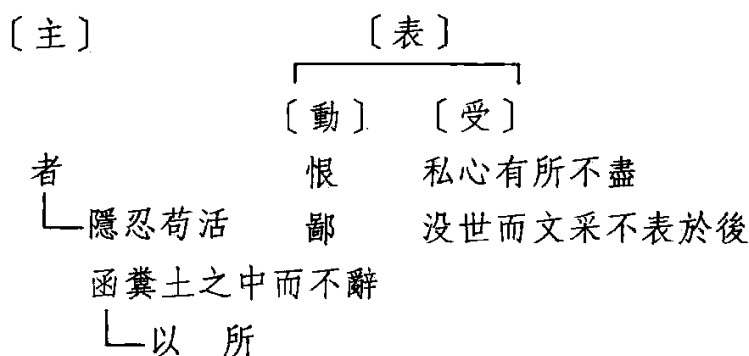 〔主〕 〔表〕
〔動〕 〔受〕
者 恨 私心有所不盡
隱忍苟活 鄙 没世而文采不表於後
函糞土之中而不辭
以 所